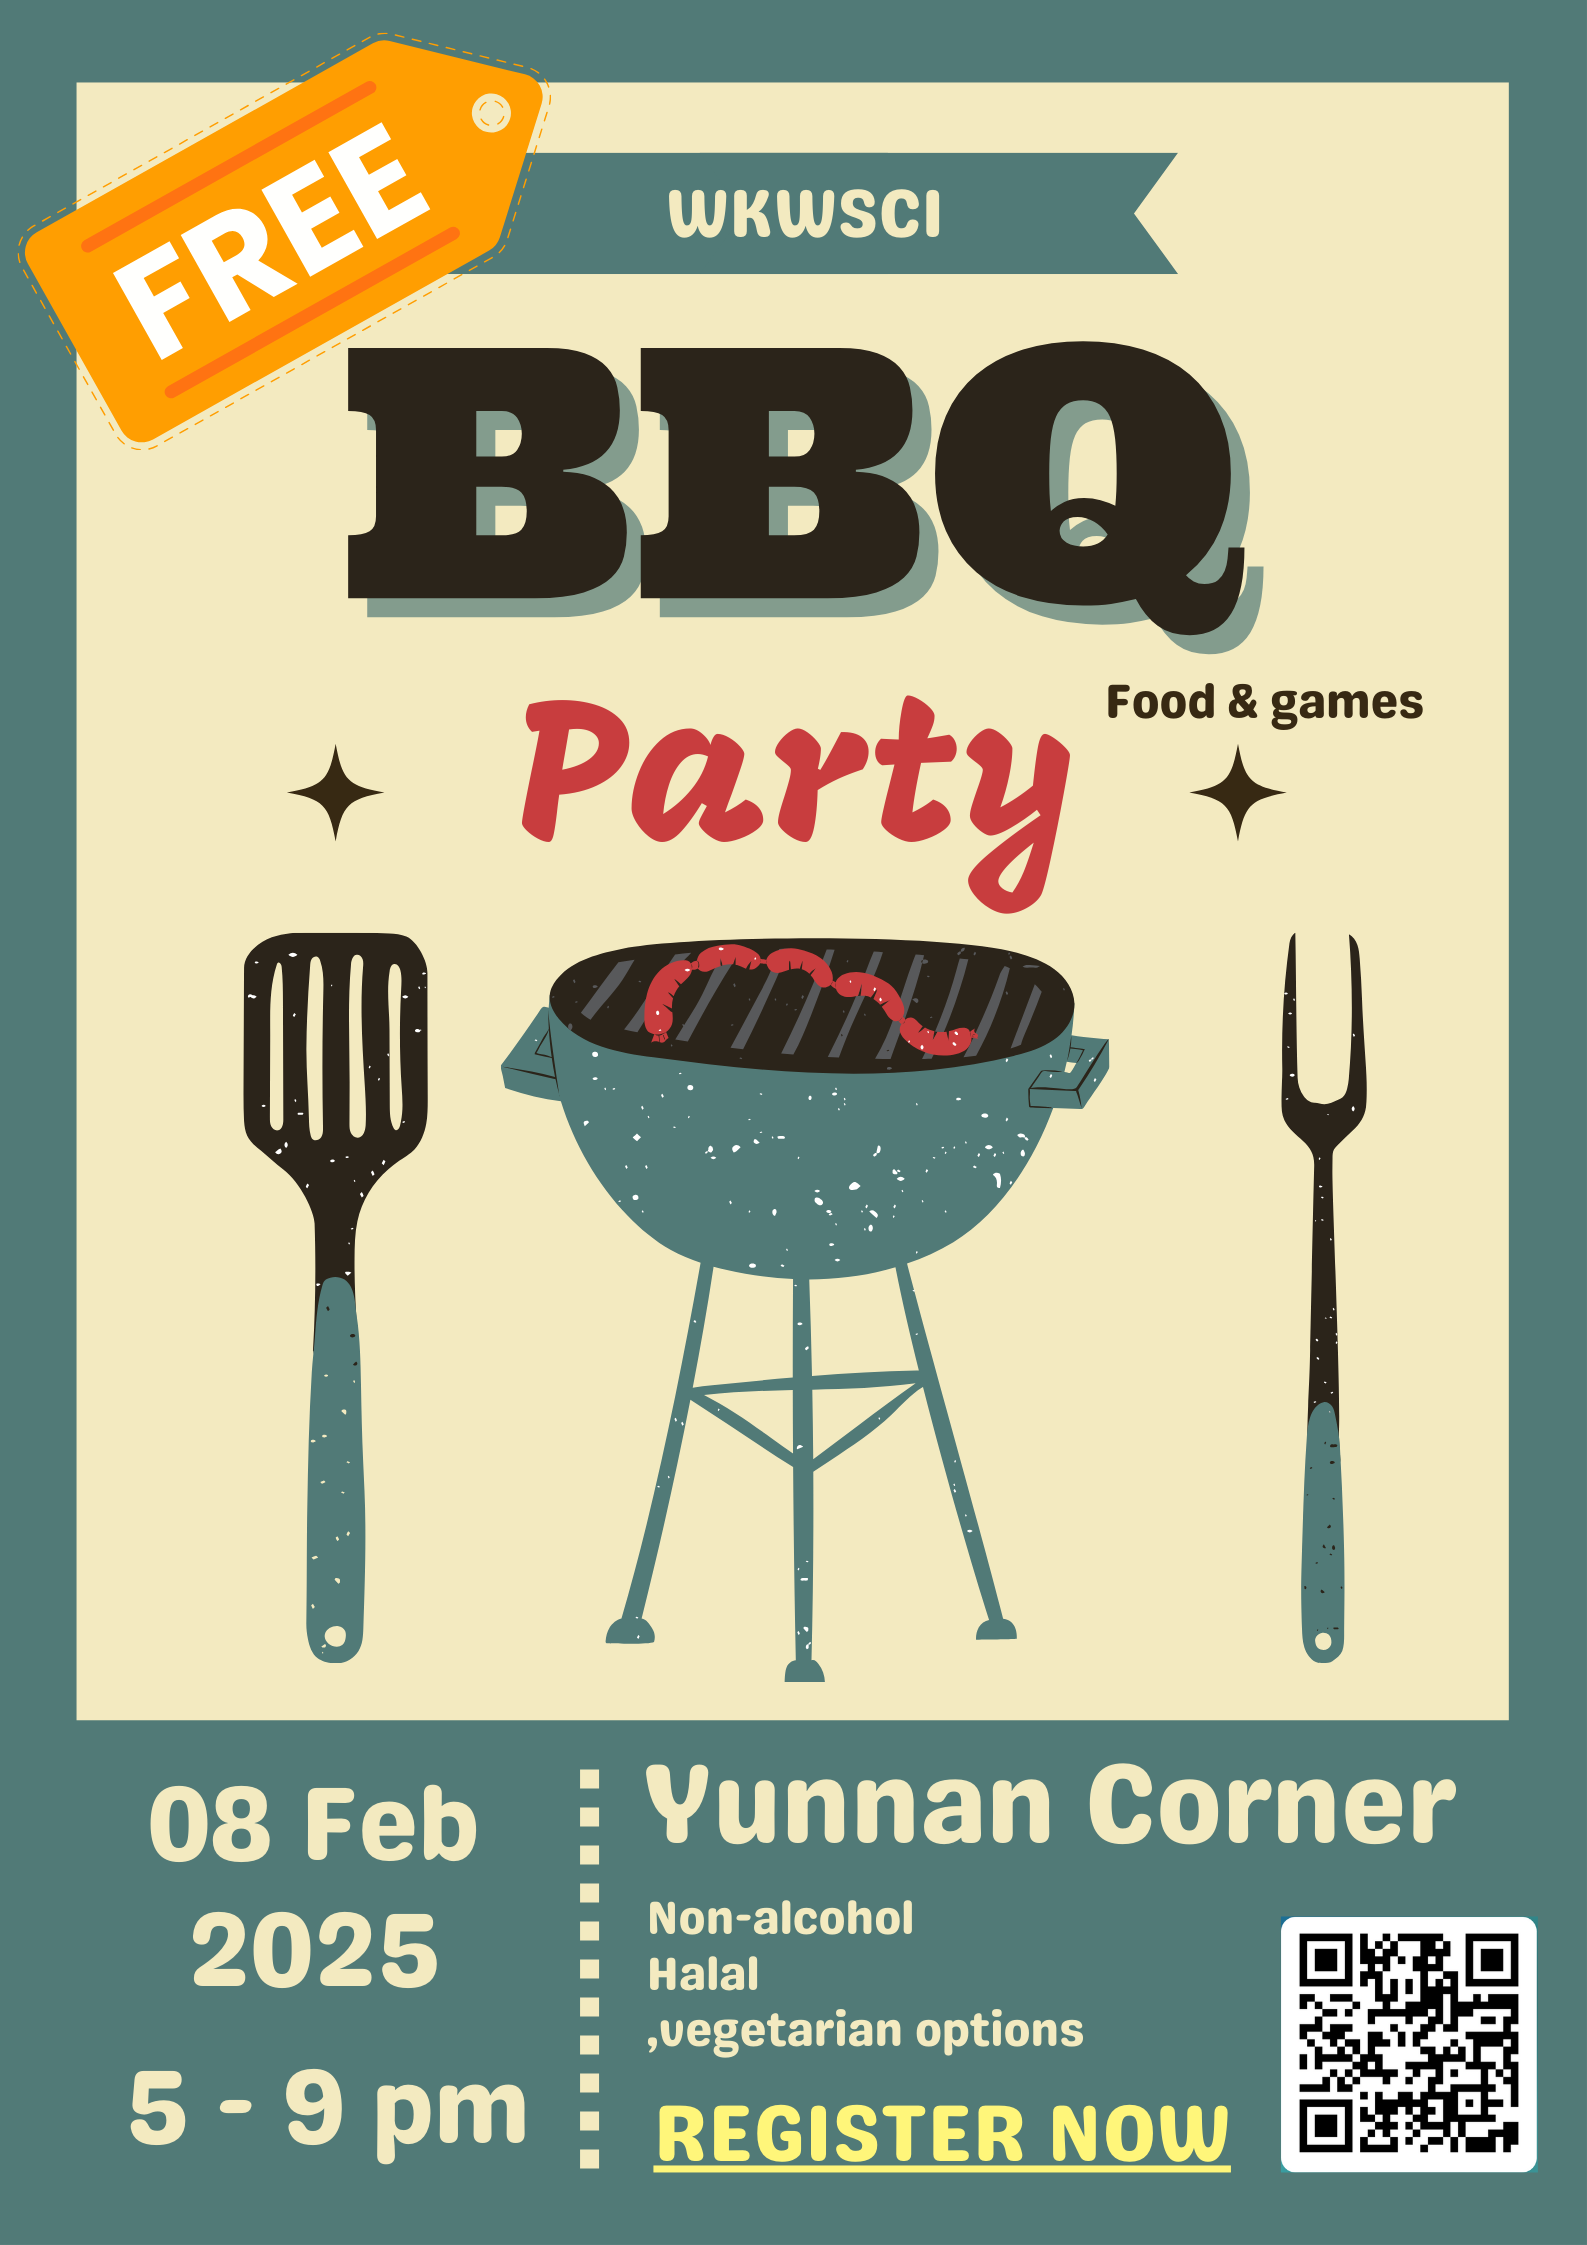 FREE
WKWSCI
BBQ
Food & games
Party
08 Feb
2025
5 - 9 pm
Yunnan Corner
Non-alcohol
Halal
,vegetarian options
REGISTER NOW